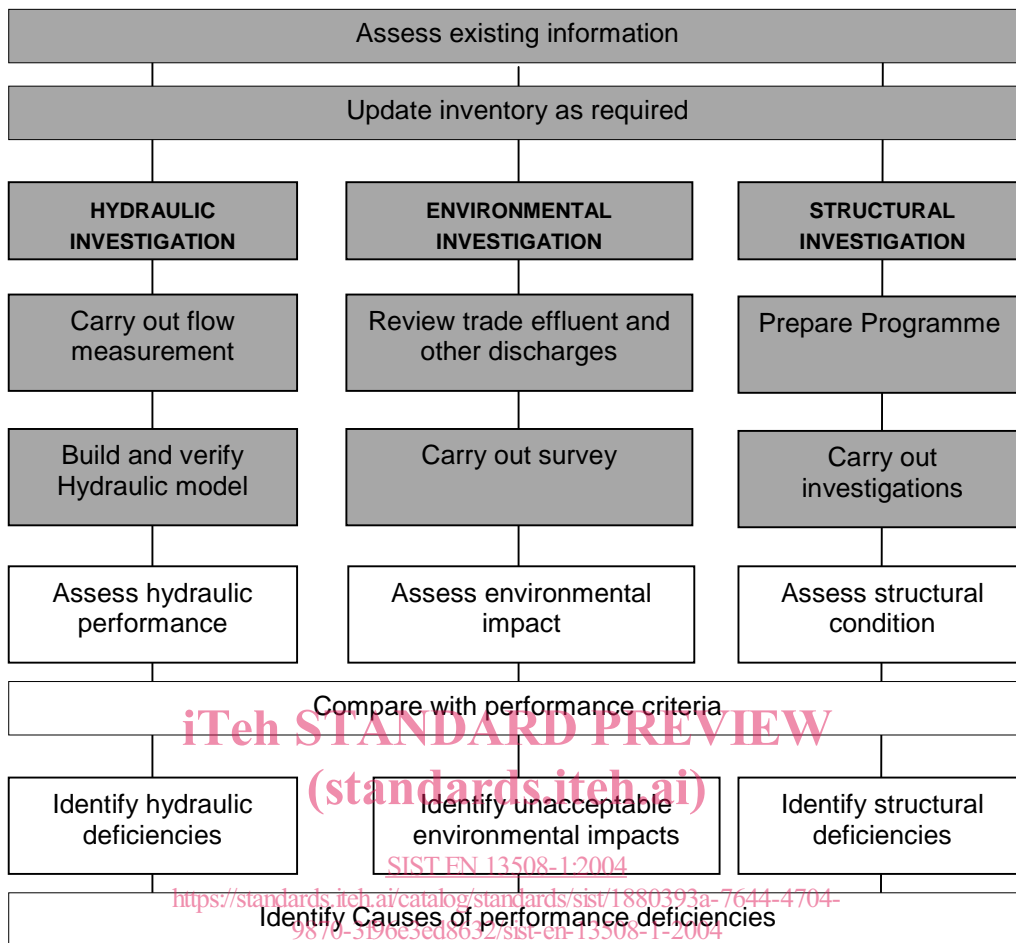 Assess existing information
Update inventory as required
HYDRAULIC
INVESTIGATION
ENVIRONMENTAL
INVESTIGATION
STRUCTURAL
INVESTIGATION
Carry out flow
measurement
Review trade effluent and
other discharges
Prepare Programme
Build and verify
Hydraulic model
Carry out survey
Carry out
investigations
Assess hydraulic
performance
Assess environmental
impact
Assess structural
condition
Compare with performance criteria
iTeh STANDARD PREVIEW
(standards.iteh.ai)
Identify hydraulic
deficiencies
Identify unacceptable
environmental impacts
Identify structural
deficiencies
SIST EN 13508-1:2004
https://standards.iteh.ai/catalog/standards/sist/1880393a-7644-4704-
9870-3f96e3ed8632/sist-en-13508-1-2004
Identify Causes of performance deficiencies